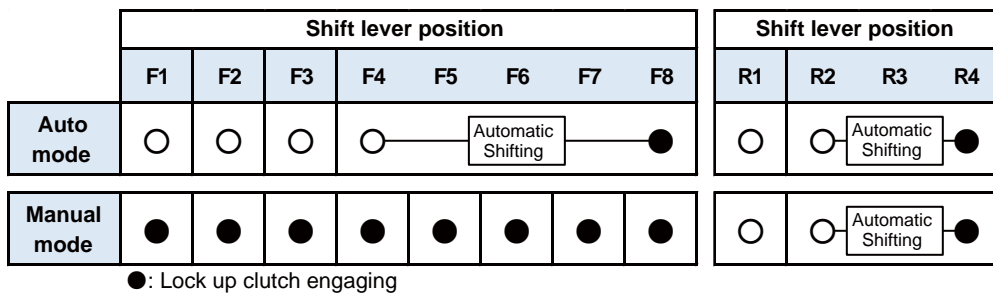 Shift lever position Shift lever position
F1 F2 F3 F4 F5 F6 F7 F8 R1 R2 R3 R4
Auto
mode
Automatic
Shifting
Automatic
Shifting
Manual
mode
Automatic
Shifting
●: Lock up clutch engaging